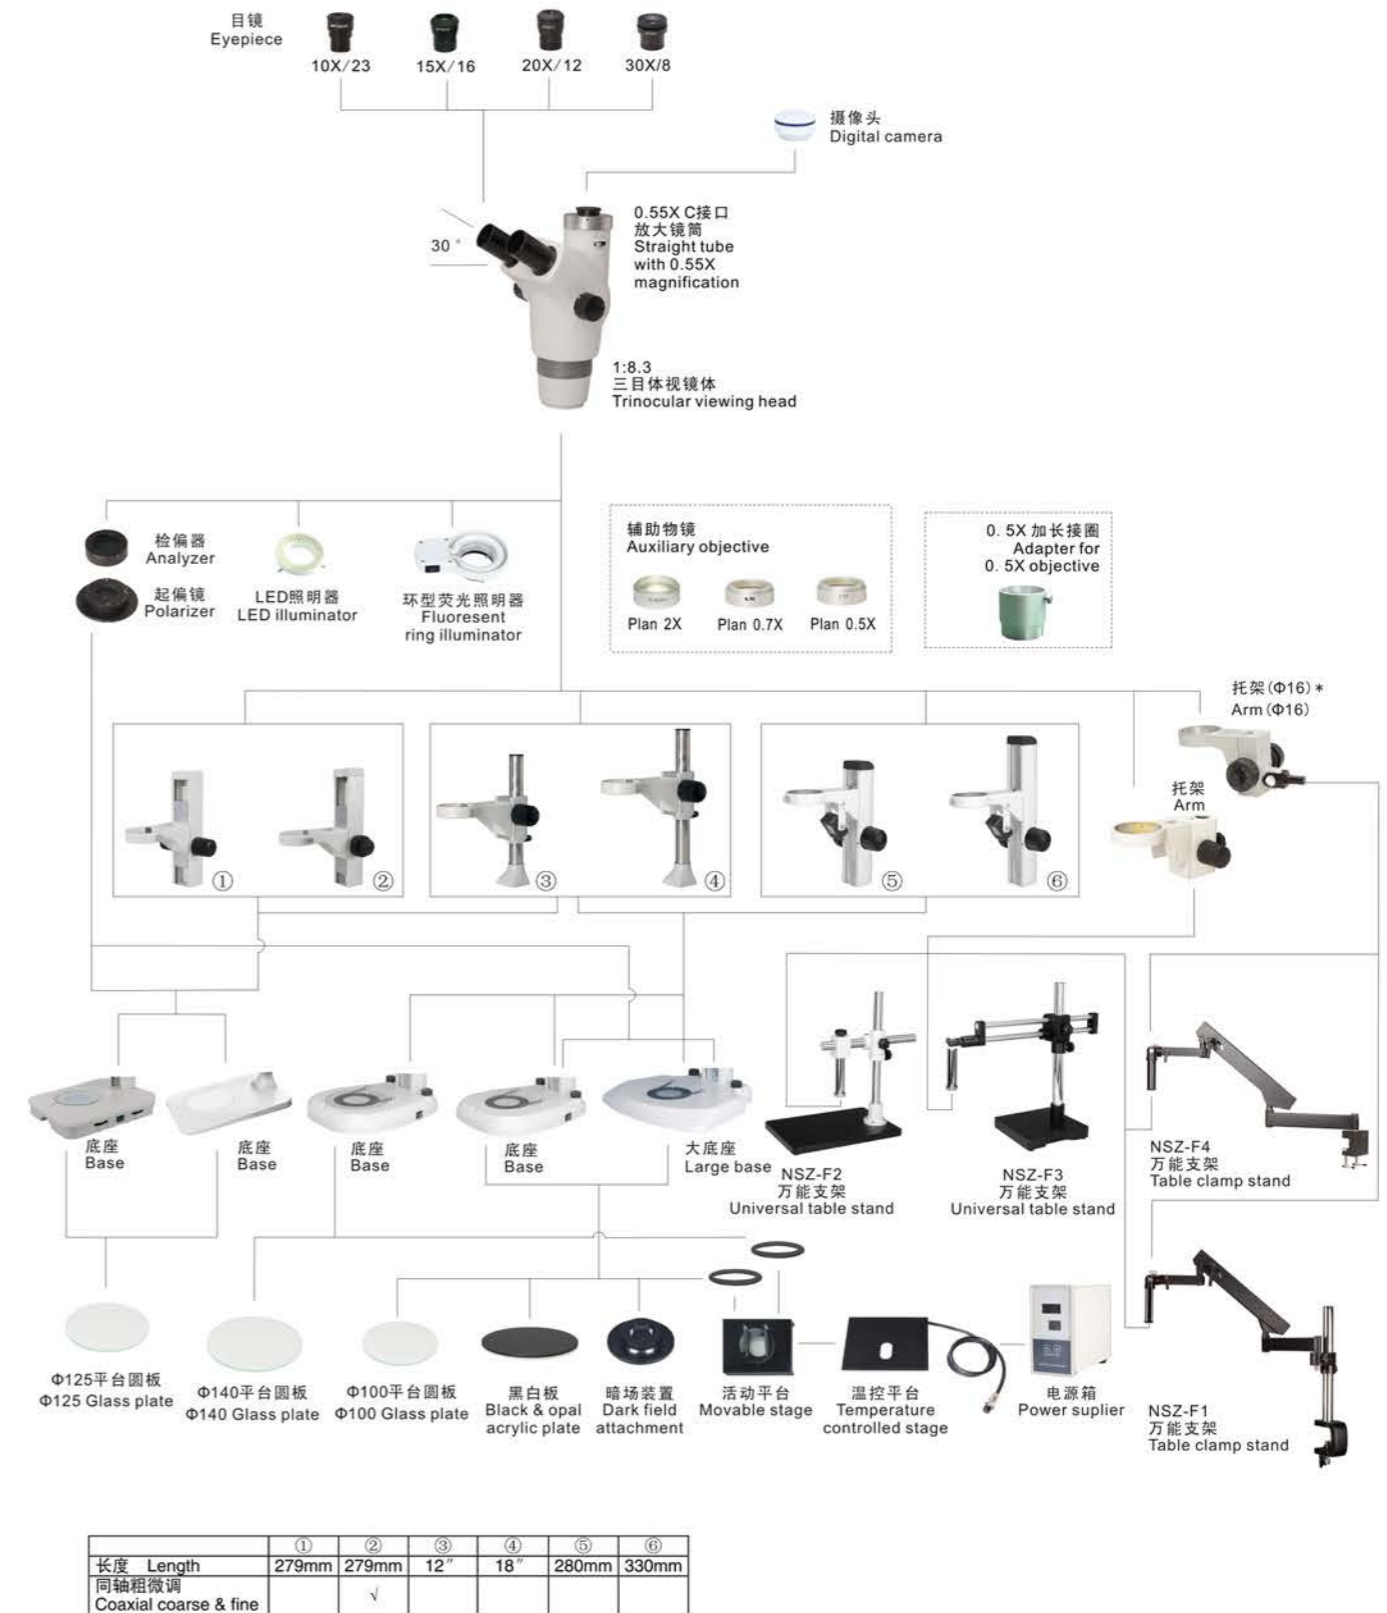 目镜
Eyepiece
10X/23
15X/16
20X/12
30X/8
摄像头
Digital camera
30°
0.55X C接口
放大镜筒
Straight tube
with 0.55X
magnification
1:8.3
三目体视镜体
Trinocular viewing head
检偏器
Analyzer
起偏镜
Polarizer
LED照明器
LED illuminator
环型荧光照明器
Fluoresent
ring illuminator
辅助物镜
Auxiliary objective
Plan 2X
Plan 0.7X
Plan 0.5X
0. 5X 加长接圈
Adapter for
0. 5X objective
托架(Φ16)*
Arm(Φ16)
托架
Arm
①
②
③
④
⑤
⑥
底座
Base
底座
Base
底座
Base
底座
Base
大底座
Large base
NSZ-F2
万能支架
Universal table stand
NSZ-F3
万能支架
Universal table stand
NSZ-F4
万能支架
Table clamp stand
Φ125平台圆板
Φ125 Glass plate
Φ140平台圆板
Φ140 Glass plate
Φ100平台圆板
Φ100 Glass plate
黑白板
Black & opal
acrylic plate
暗场装置
Dark field
attachment
活动平台
Movable stage
温控平台
Temperature
controlled stage
电源箱
Power suplier
NSZ-F1
万能支架
Table clamp stand
① ② ③ ④ ⑤ ⑥
长度 Length 279mm 279mm 12″ 18″ 280mm 330mm
同轴粗微调
Coaxial coarse & fine √